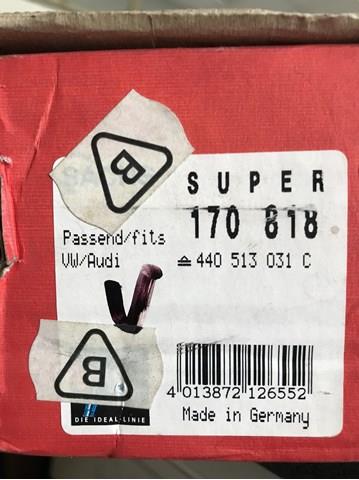 B
SUPER
170 818
Passend/fits
VW/Audi
≙ 440 513 031 C
B
4 013872 126552
DIE IDEAL-LINIE
Made in Germany